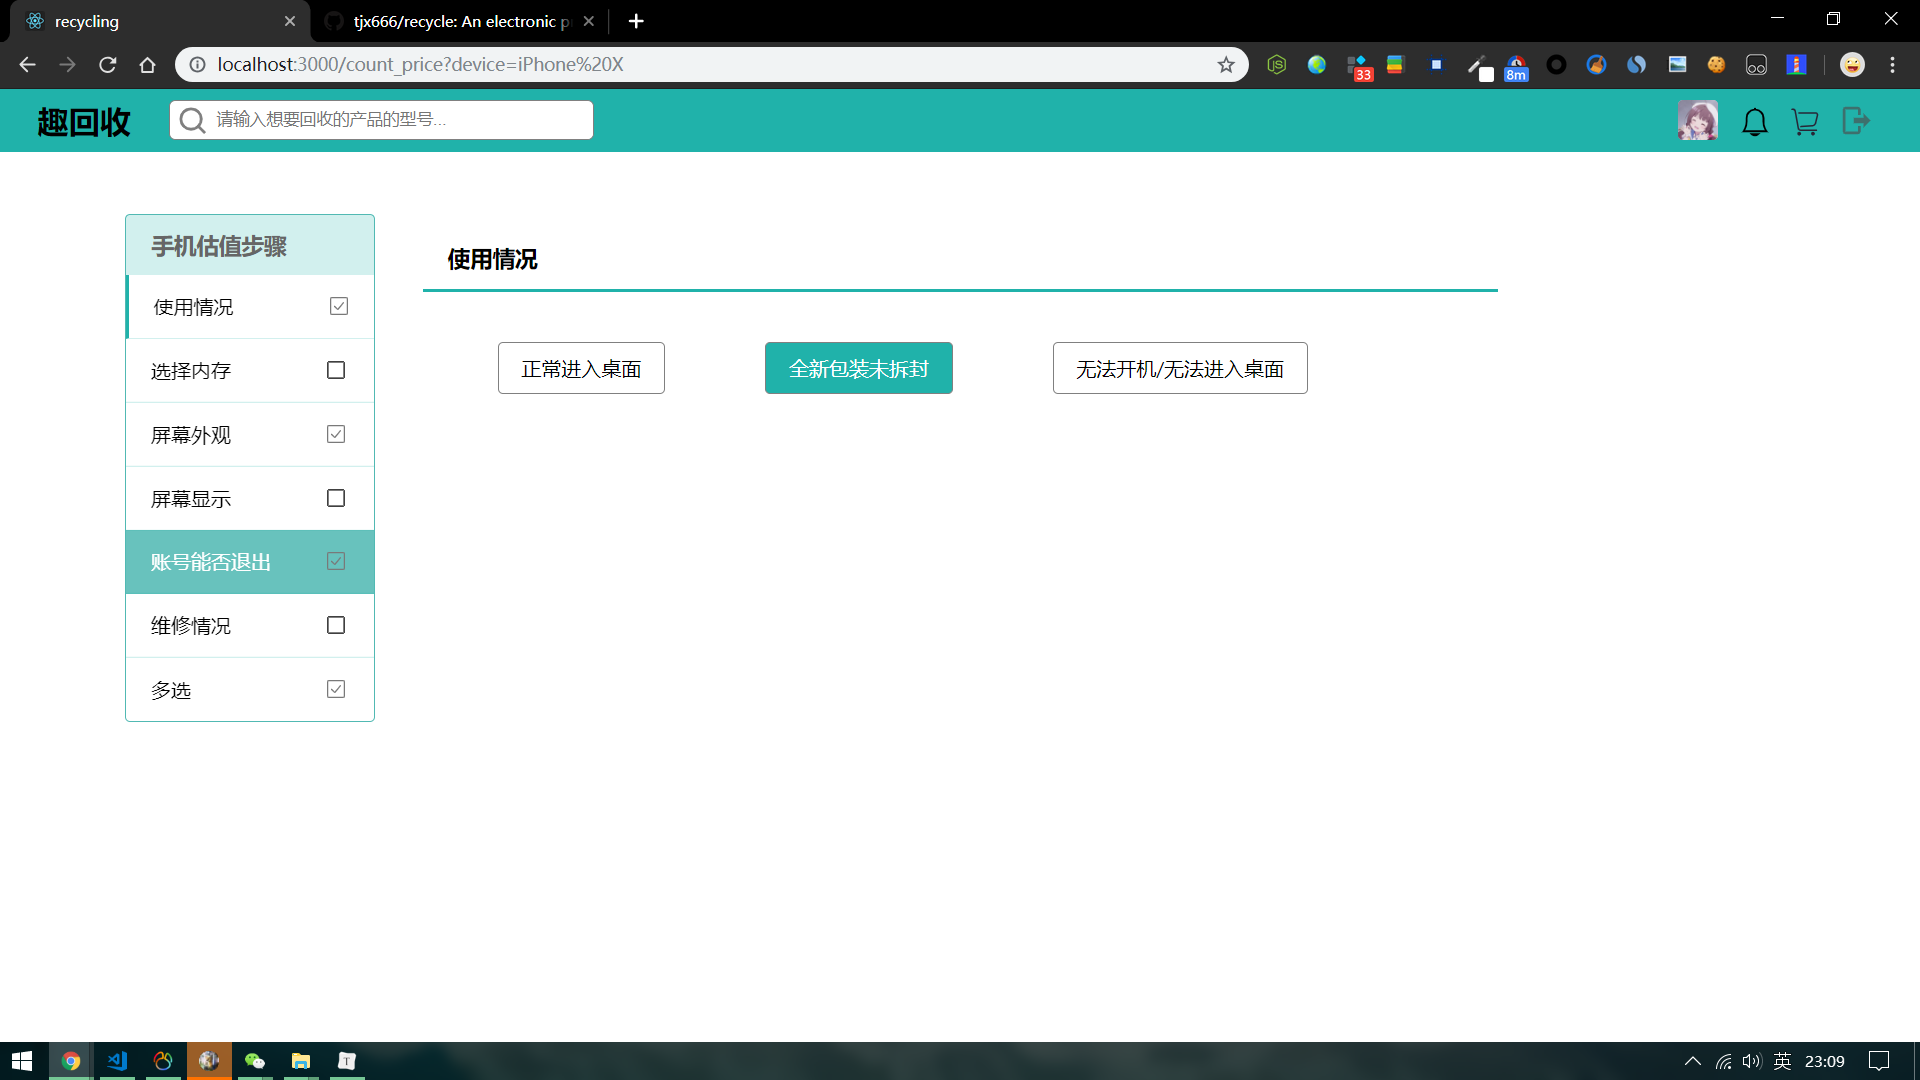 recycling
tjx666/recycle: An electronic p
localhost:3000/count_price?device=iPhone%20X
33
8m
趣回收
请输入想要回收的产品的型号...
手机估值步骤
使用情况
选择内存
屏幕外观
屏幕显示
账号能否退出
维修情况
多选
使用情况
正常进入桌面
全新包装未拆封
无法开机/无法进入桌面
英
23:09